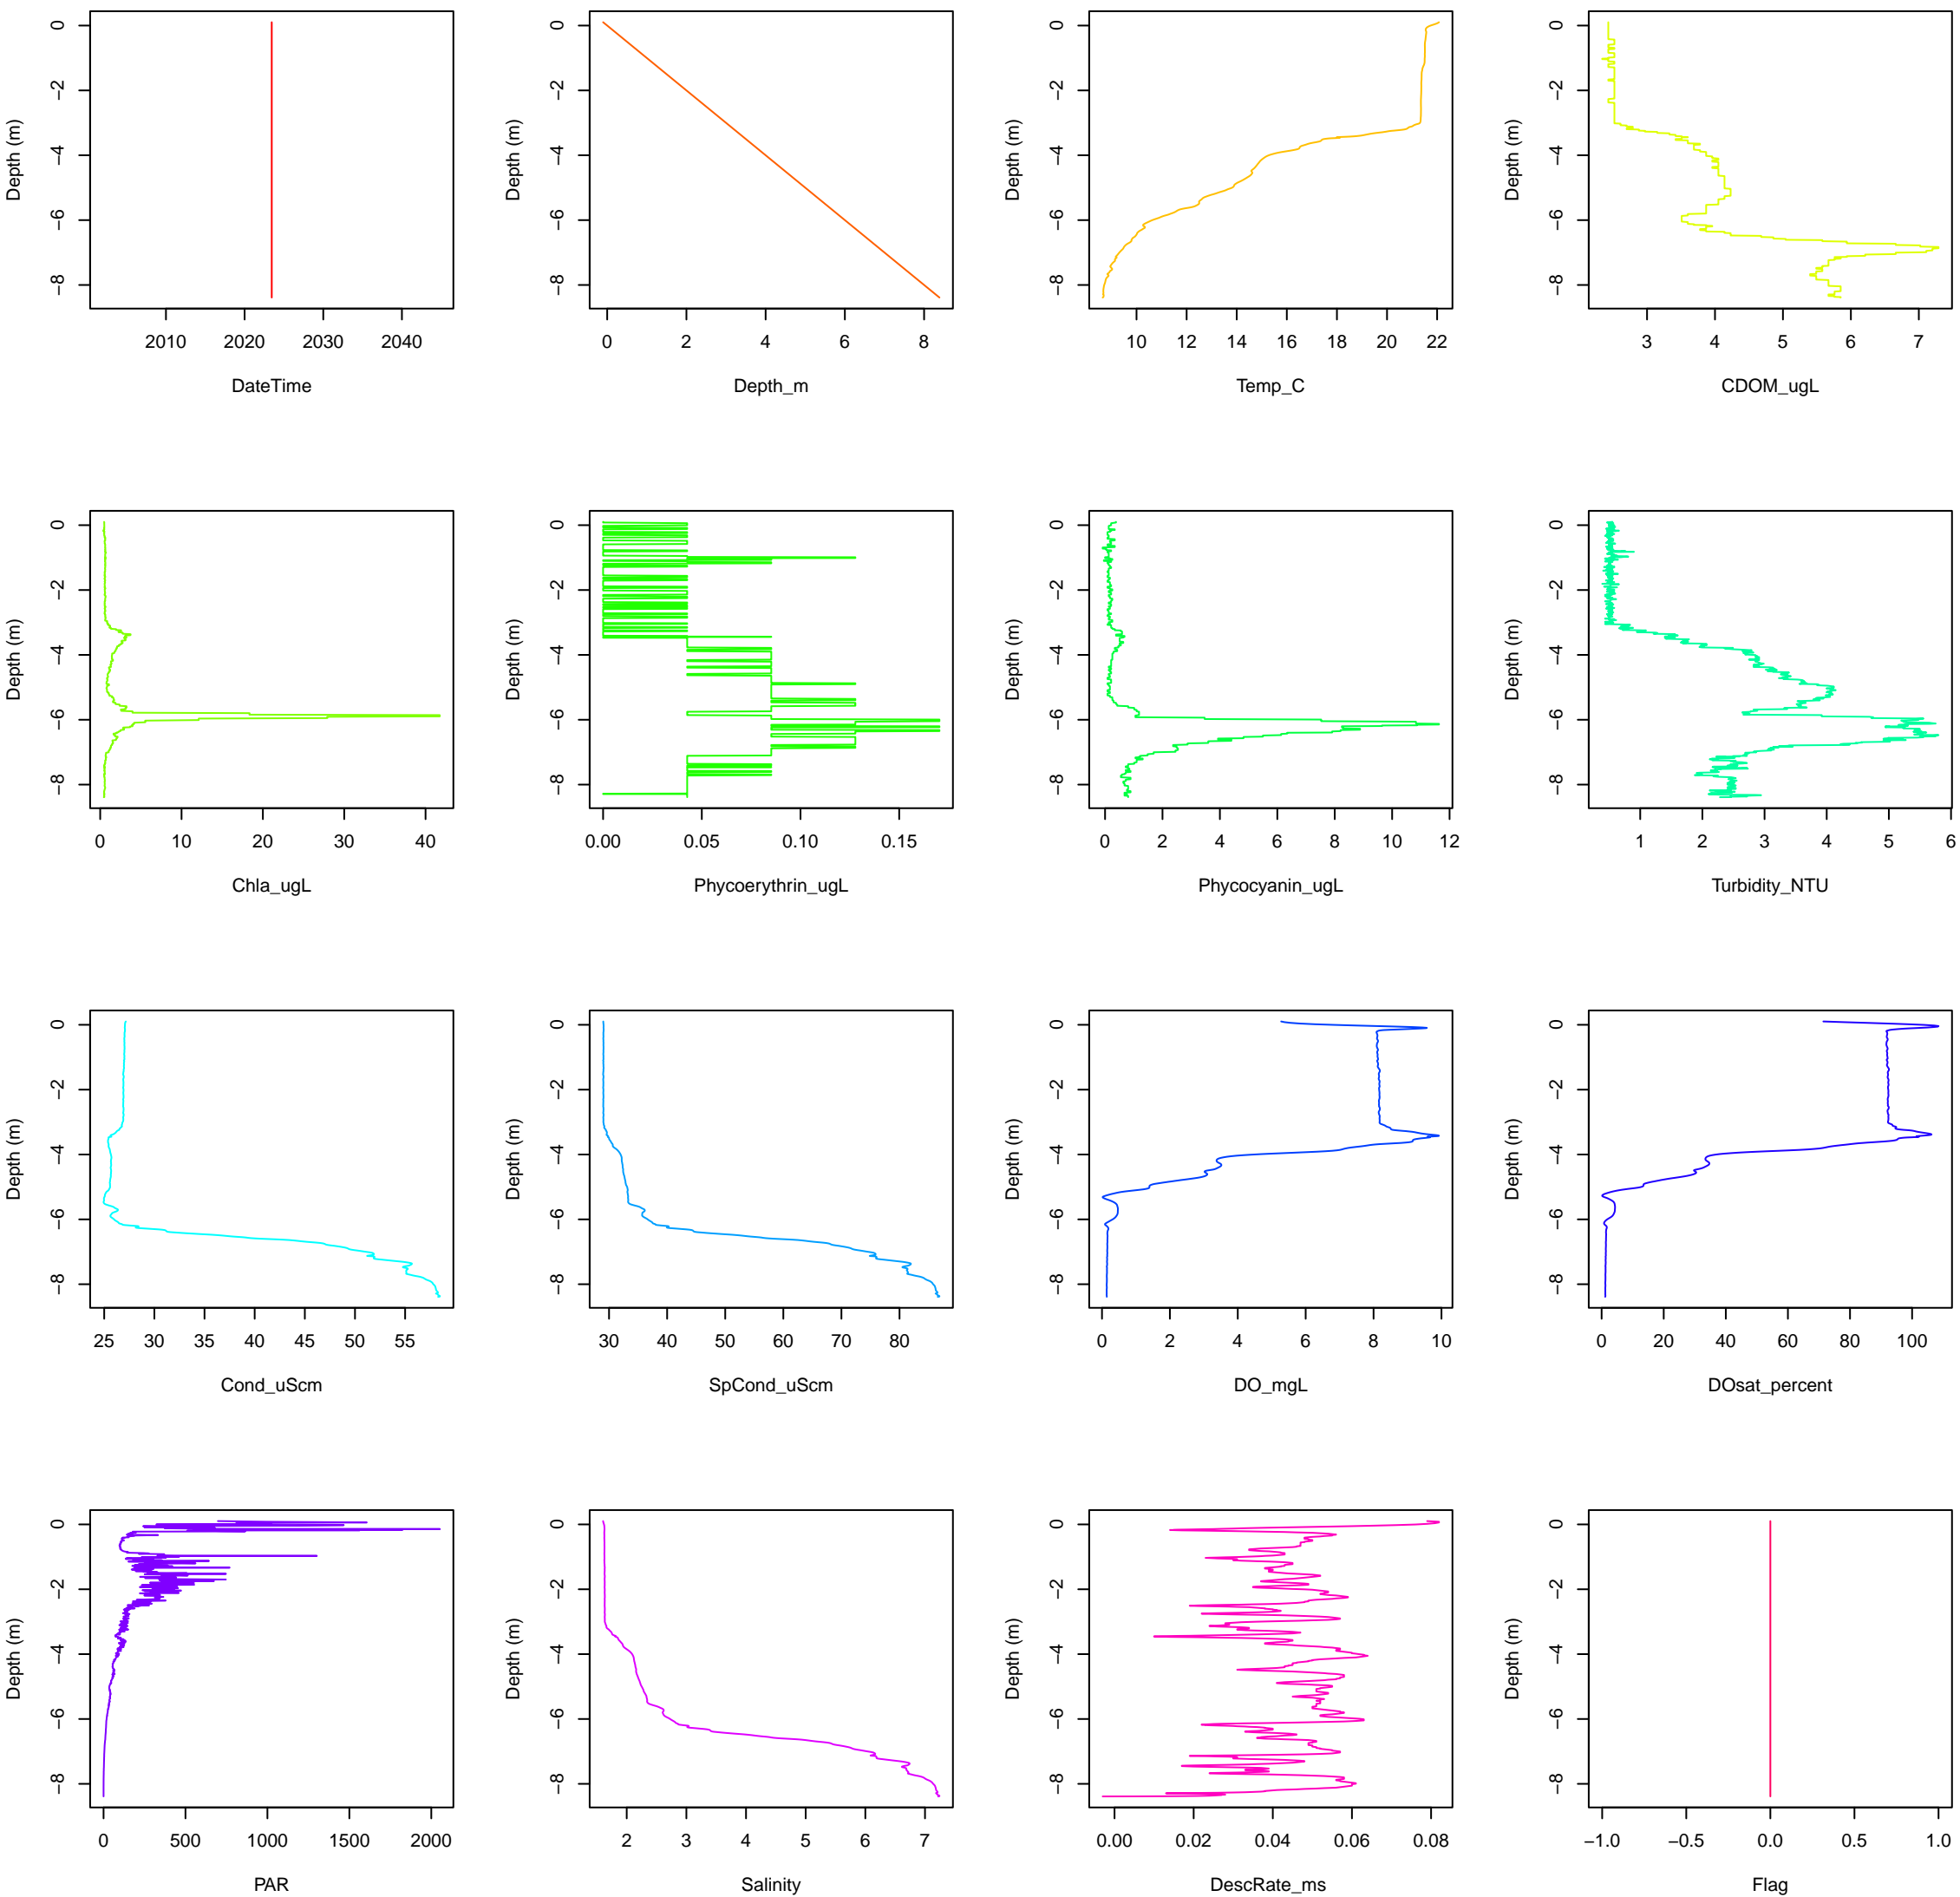 Depth (m) 0 −2 −4 −6 −8 2010 2020 2030 2040 DateTime
Depth (m) 0 −2 −4 −6 −8 0 2 4 6 8 Depth_m
Depth (m) 0 −2 −4 −6 −8 10 12 14 16 18 20 22 Temp_C
Depth (m) 0 −2 −4 −6 −8 3 4 5 6 7 CDOM_ugL
Depth (m) 0 −2 −4 −6 −8 0 10 20 30 40 Chla_ugL
Depth (m) 0 −2 −4 −6 −8 0.00 0.05 0.10 0.15 Phycoerythrin_ugL
Depth (m) 0 −2 −4 −6 −8 0 2 4 6 8 10 12 Phycocyanin_ugL
Depth (m) 0 −2 −4 −6 −8 1 2 3 4 5 6 Turbidity_NTU
Depth (m) 0 −2 −4 −6 −8 25 30 35 40 45 50 55 Cond_uScm
Depth (m) 0 −2 −4 −6 −8 30 40 50 60 70 80 SpCond_uScm
Depth (m) 0 −2 −4 −6 −8 0 2 4 6 8 10 DO_mgL
Depth (m) 0 −2 −4 −6 −8 0 20 40 60 80 100 DOsat_percent
Depth (m) 0 −2 −4 −6 −8 0 500 1000 1500 2000 PAR
Depth (m) 0 −2 −4 −6 −8 2 3 4 5 6 7 Salinity
Depth (m) 0 −2 −4 −6 −8 0.00 0.02 0.04 0.06 0.08 DescRate_ms
Depth (m) 0 −2 −4 −6 −8 −1.0 −0.5 0.0 0.5 1.0 Flag